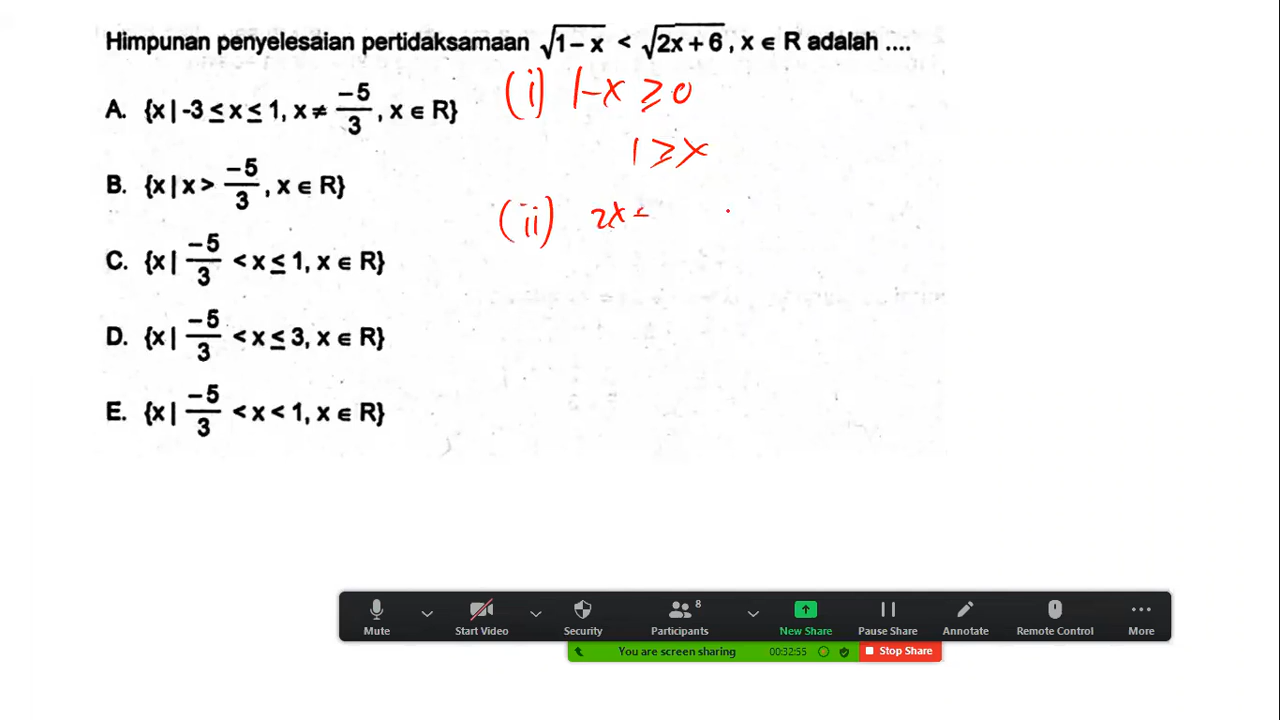 Himpunan penyelesaian pertidaksamaan √1 – x < √2x + 6, x ∈ R adalah ....
A. {x | -3 ≤ x ≤ 1, x ≠ -5/3, x ∈ R}
B. {x | x > -5/3, x ∈ R}
C. {x | -5/3 < x ≤ 1, x ∈ R}
D. {x | -5/3 < x ≤ 3, x ∈ R}
E. {x | -5/3 < x < 1, x ∈ R}
(i) 1-x ≥ 0
1 ≥ x
(ii) 2x
Mute
Start Video
Security
8
Participants
New Share
Pause Share
Annotate
Remote Control
More
You are screen sharing
00:32:55
Stop Share